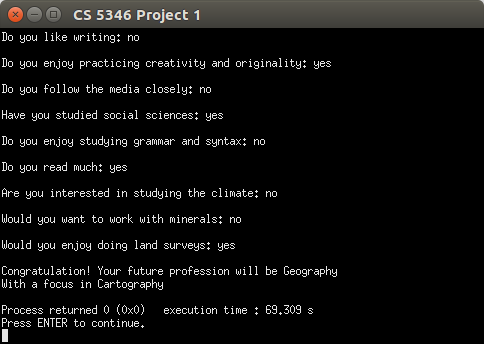 CS 5346 Project 1
Do you like writing: no
Do you enjoy practicing creativity and originality: yes
Do you follow the media closely: no
Have you studied social sciences: yes
Do you enjoy studying grammar and syntax: no
Do you read much: yes
Are you interested in studying the climate: no
Would you want to work with minerals: no
Would you enjoy doing land surveys: yes
Congratulation! Your future profession will be Geography
With a focus in Cartography
Process returned 0 (0x0)   execution time : 69.309 s
Press ENTER to continue.